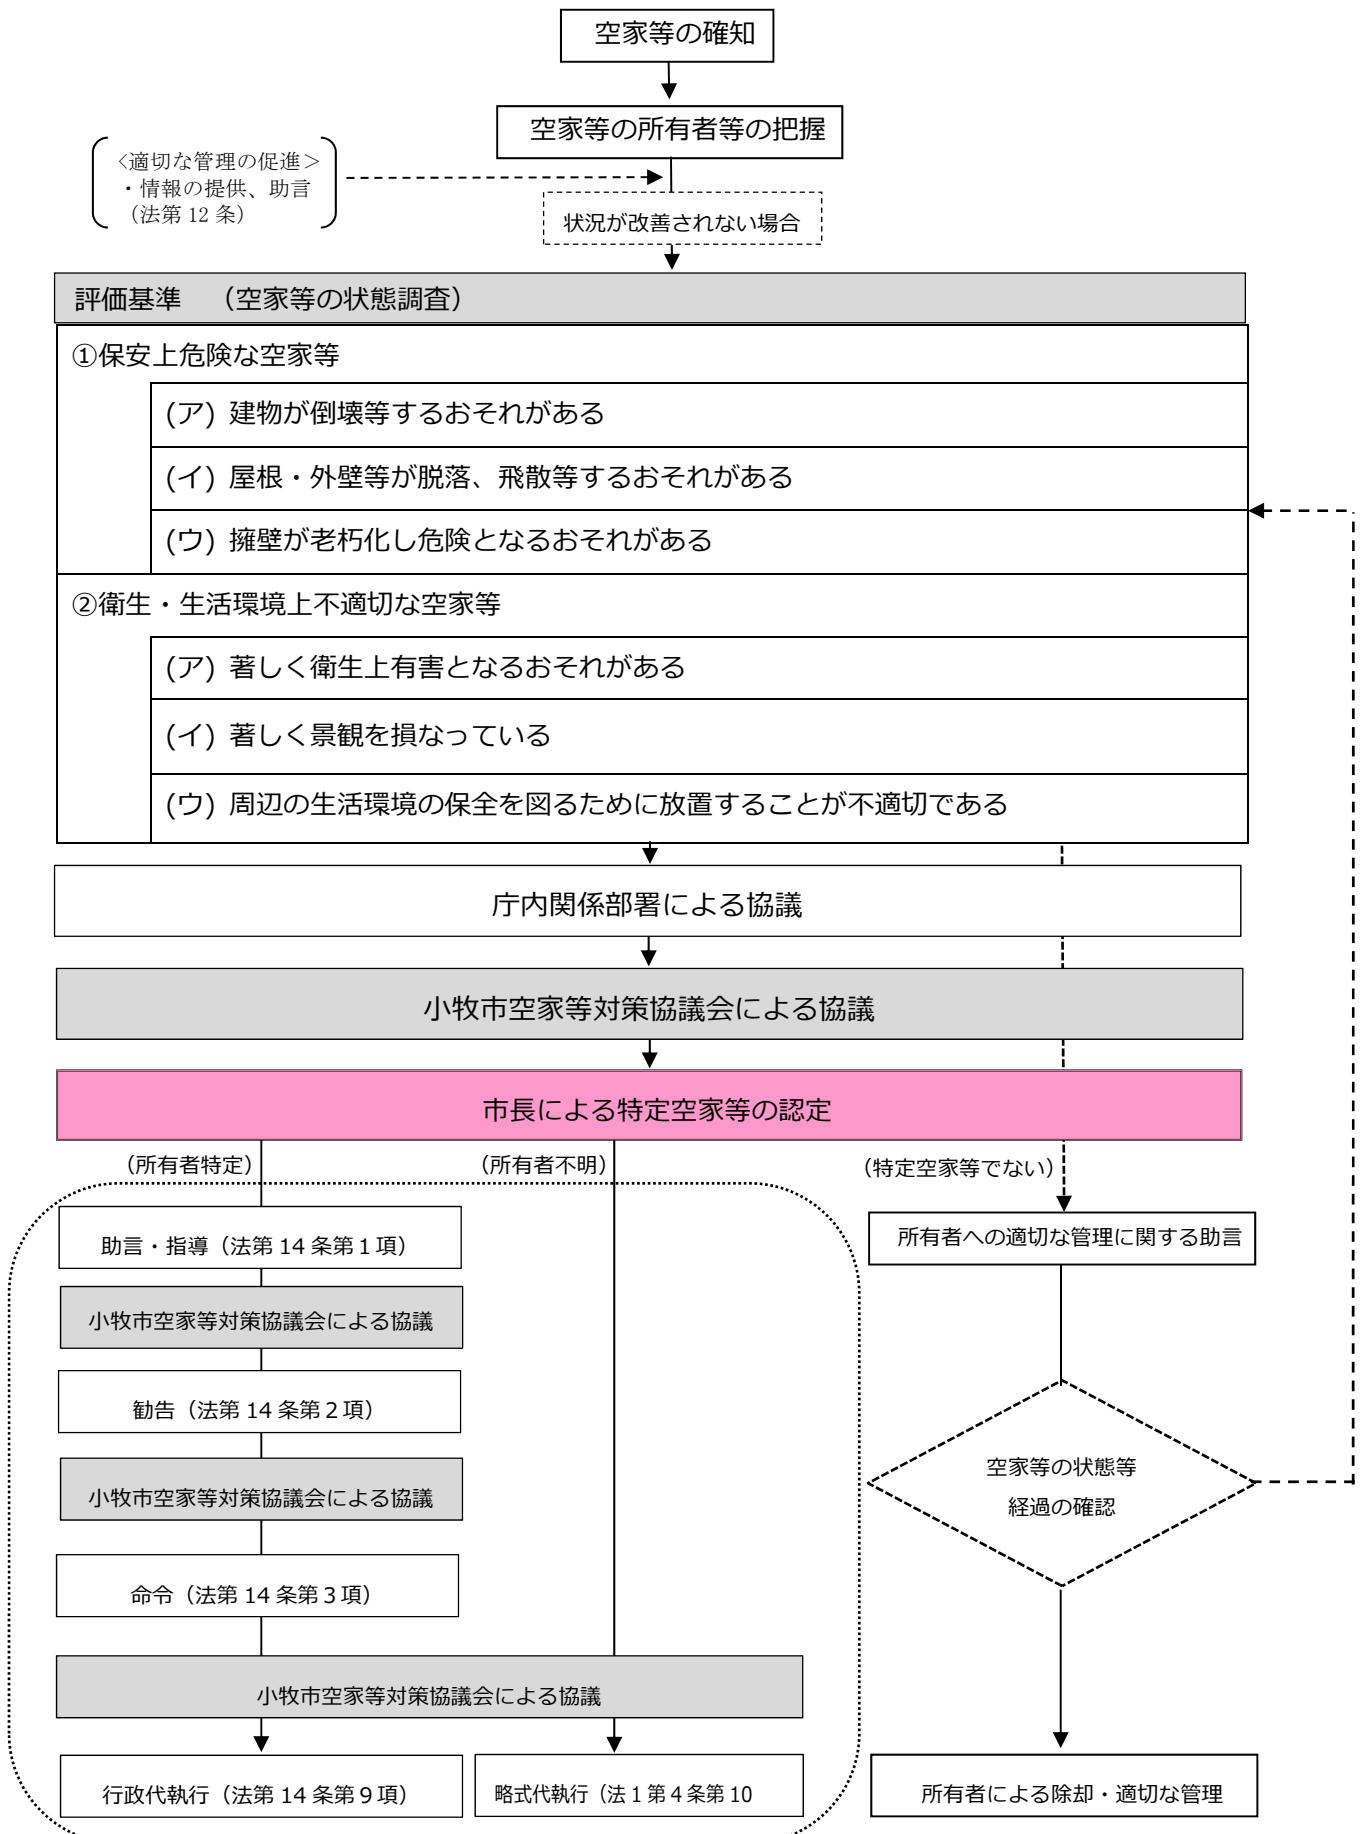 空家等の確知
空家等の所有者等の把握
＜適切な管理の促進＞
・情報の提供、助言
（法第 12 条）
状況が改善されない場合
評価基準　（空家等の状態調査）
①保安上危険な空家等
(ア) 建物が倒壊等するおそれがある
(イ) 屋根・外壁等が脱落、飛散等するおそれがある
(ウ) 擁壁が老朽化し危険となるおそれがある
②衛生・生活環境上不適切な空家等
(ア) 著しく衛生上有害となるおそれがある
(イ) 著しく景観を損なっている
(ウ) 周辺の生活環境の保全を図るために放置することが不適切である
庁内関係部署による協議
小牧市空家等対策協議会による協議
市長による特定空家等の認定
（所有者特定）
（所有者不明）
（特定空家等でない）
助言・指導（法第 14 条第１項）
小牧市空家等対策協議会による協議
勧告（法第 14 条第２項）
小牧市空家等対策協議会による協議
命令（法第 14 条第３項）
小牧市空家等対策協議会による協議
行政代執行（法第 14 条第９項）
略式代執行（法１第４条第 10
所有者への適切な管理に関する助言
空家等の状態等
経過の確認
所有者による除却・適切な管理